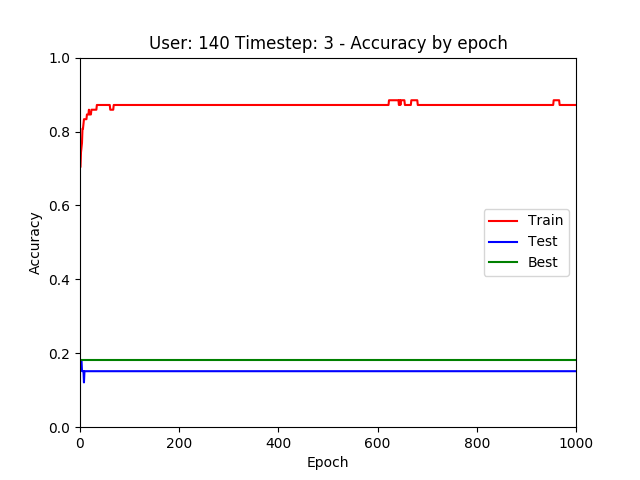 User: 140 Timestep: 3 - Accuracy by epoch
1.0
0.8
0.6
0.4
0.2
0.0
Accuracy
Train
Test
Best
0 200 400 600 800 1000
Epoch